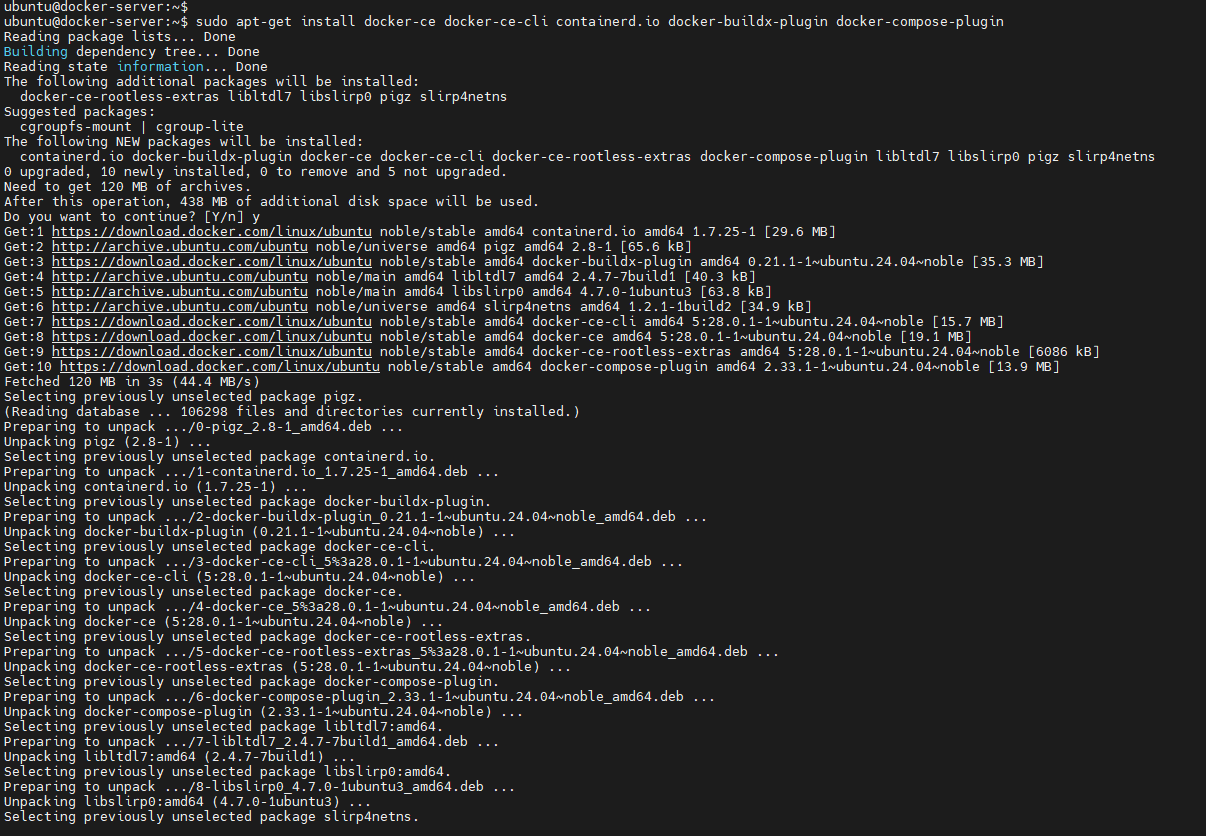 ubuntu@docker-server:~$
ubuntu@docker-server:~$ sudo apt-get install docker-ce docker-ce-cli containerd.io docker-buildx-plugin docker-compose-plugin
Reading package lists... Done
Building dependency tree... Done
Reading state information... Done
The following additional packages will be installed:
  docker-ce-rootless-extras libltdl7 libslirp0 pigz slirp4netns
Suggested packages:
  cgroupfs-mount | cgroup-lite
The following NEW packages will be installed:
  containerd.io docker-buildx-plugin docker-ce docker-ce-cli docker-ce-rootless-extras docker-compose-plugin libltdl7 libslirp0 pigz slirp4netns
0 upgraded, 10 newly installed, 0 to remove and 5 not upgraded.
Need to get 120 MB of archives.
After this operation, 438 MB of additional disk space will be used.
Do you want to continue? [Y/n] y
Get:1 https://download.docker.com/linux/ubuntu noble/stable amd64 containerd.io amd64 1.7.25-1 [29.6 MB]
Get:2 http://archive.ubuntu.com/ubuntu noble/universe amd64 pigz amd64 2.8-1 [65.6 kB]
Get:3 https://download.docker.com/linux/ubuntu noble/stable amd64 docker-buildx-plugin amd64 0.21.1-1~ubuntu.24.04~noble [35.3 MB]
Get:4 http://archive.ubuntu.com/ubuntu noble/main amd64 libltdl7 amd64 2.4.7-7build1 [40.3 kB]
Get:5 http://archive.ubuntu.com/ubuntu noble/main amd64 libslirp0 amd64 4.7.0-1ubuntu3 [63.8 kB]
Get:6 http://archive.ubuntu.com/ubuntu noble/universe amd64 slirp4netns amd64 1.2.1-1build2 [34.9 kB]
Get:7 https://download.docker.com/linux/ubuntu noble/stable amd64 docker-ce-cli amd64 5:28.0.1-1~ubuntu.24.04~noble [15.7 MB]
Get:8 https://download.docker.com/linux/ubuntu noble/stable amd64 docker-ce amd64 5:28.0.1-1~ubuntu.24.04~noble [19.1 MB]
Get:9 https://download.docker.com/linux/ubuntu noble/stable amd64 docker-ce-rootless-extras amd64 5:28.0.1-1~ubuntu.24.04~noble [6086 kB]
Get:10 https://download.docker.com/linux/ubuntu noble/stable amd64 docker-compose-plugin amd64 2.33.1-1~ubuntu.24.04~noble [13.9 MB]
Fetched 120 MB in 3s (44.4 MB/s)
Selecting previously unselected package pigz.
(Reading database ... 106298 files and directories currently installed.)
Preparing to unpack .../0-pigz_2.8-1_amd64.deb ...
Unpacking pigz (2.8-1) ...
Selecting previously unselected package containerd.io.
Preparing to unpack .../1-containerd.io_1.7.25-1_amd64.deb ...
Unpacking containerd.io (1.7.25-1) ...
Selecting previously unselected package docker-buildx-plugin.
Preparing to unpack .../2-docker-buildx-plugin_0.21.1-1~ubuntu.24.04~noble_amd64.deb ...
Unpacking docker-buildx-plugin (0.21.1-1~ubuntu.24.04~noble) ...
Selecting previously unselected package docker-ce-cli.
Preparing to unpack .../3-docker-ce-cli_5%3a28.0.1-1~ubuntu.24.04~noble_amd64.deb ...
Unpacking docker-ce-cli (5:28.0.1-1~ubuntu.24.04~noble) ...
Selecting previously unselected package docker-ce.
Preparing to unpack .../4-docker-ce_5%3a28.0.1-1~ubuntu.24.04~noble_amd64.deb ...
Unpacking docker-ce (5:28.0.1-1~ubuntu.24.04~noble) ...
Selecting previously unselected package docker-ce-rootless-extras.
Preparing to unpack .../5-docker-ce-rootless-extras_5%3a28.0.1-1~ubuntu.24.04~noble_amd64.deb ...
Unpacking docker-ce-rootless-extras (5:28.0.1-1~ubuntu.24.04~noble) ...
Selecting previously unselected package docker-compose-plugin.
Preparing to unpack .../6-docker-compose-plugin_2.33.1-1~ubuntu.24.04~noble_amd64.deb ...
Unpacking docker-compose-plugin (2.33.1-1~ubuntu.24.04~noble) ...
Selecting previously unselected package libltdl7:amd64.
Preparing to unpack .../7-libltdl7_2.4.7-7build1_amd64.deb ...
Unpacking libltdl7:amd64 (2.4.7-7build1) ...
Selecting previously unselected package libslirp0:amd64.
Preparing to unpack .../8-libslirp0_4.7.0-1ubuntu3_amd64.deb ...
Unpacking libslirp0:amd64 (4.7.0-1ubuntu3) ...
Selecting previously unselected package slirp4netns.